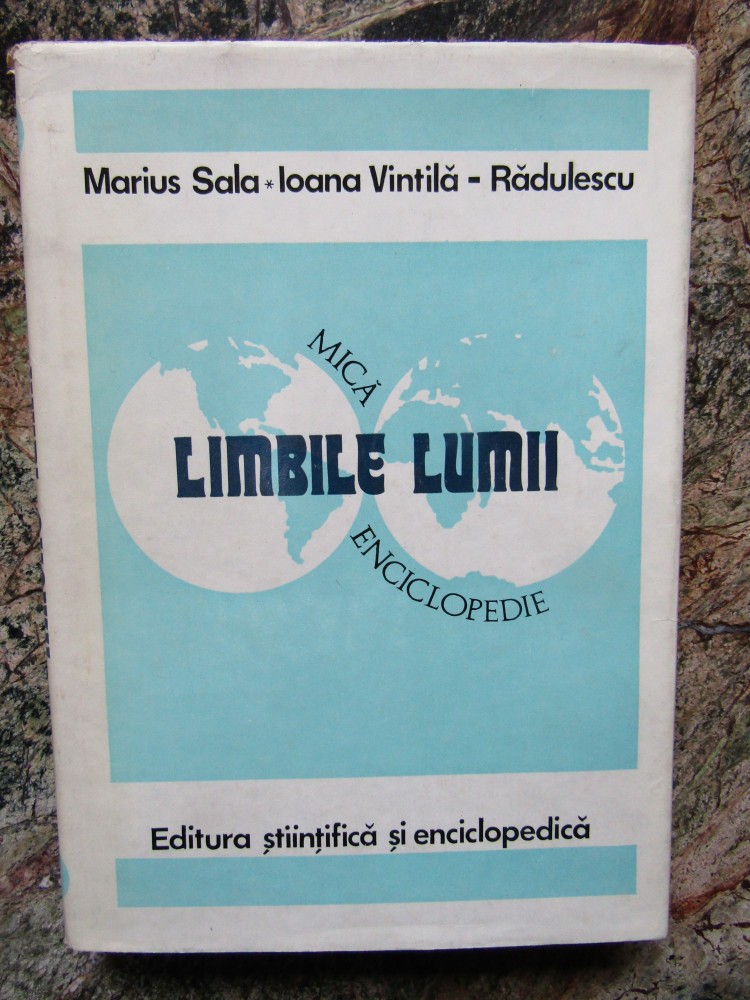 Marius Sala * Ioana Vintilă - Rădulescu
MICĂ
LIMBILE LUMII
ENCICLOPEDIE
Editura științifică și enciclopedică